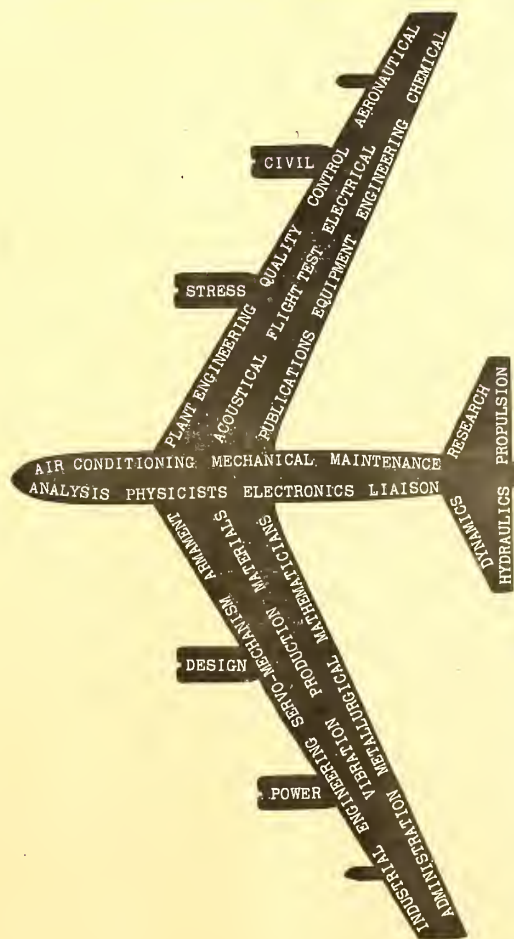 CIVIL
STRESS
PLANT ENGINEERING QUALITY CONTROL AERONAUTICAL
ACOUSTICAL FLIGHT TEST ELECTRICAL
PUBLICATIONS EQUIPMENT ENGINEERING CHEMICAL
AIR CONDITIONING MECHANICAL MAINTENANCE
ANALYSIS PHYSICISTS ELECTRONICS LIAISON
RESEARCH
DYNAMICS
HYDRAULICS PROPULSION
DESIGN
POWER
INDUSTRIAL ENGINEERING SERVO-MECHANISM ARMAMENT
VIBRATION PRODUCTION MATERIALS
ADMINISTRATION METALLURGICAL MATHEMATICIANS